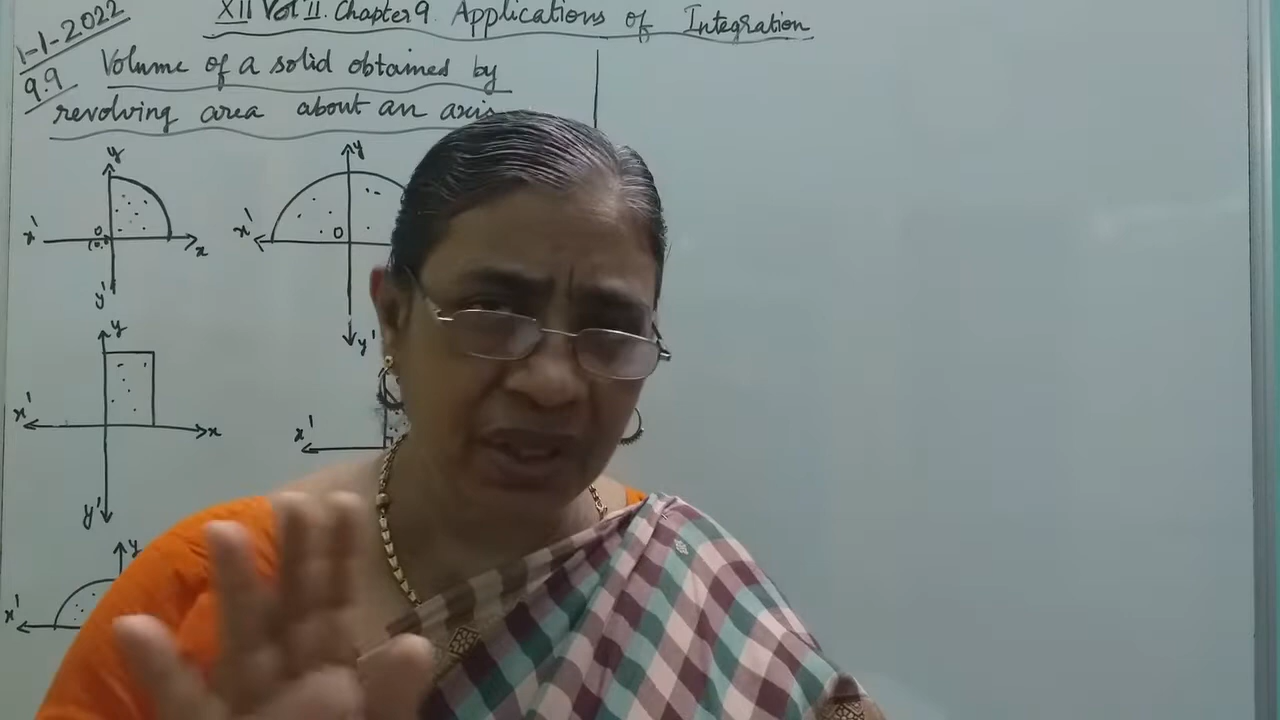 XII Vol II. Chapter 9. Applications of Integration
1-1-2022
9.9
Volume of a solid obtained by
revolving area about an axis
y
x'
O
x
y'
y
x'
O
y'
y
x'
x
y'
x'
y
x'